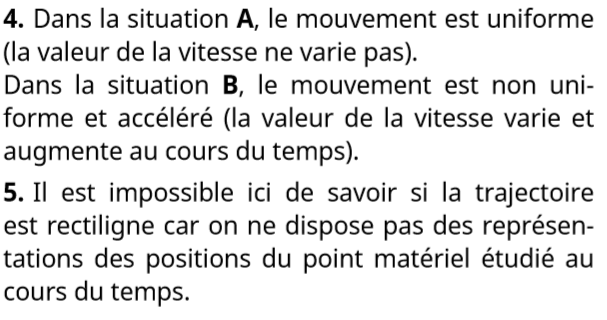 4. Dans la situation A, le mouvement est uniforme
(la valeur de la vitesse ne varie pas).
Dans la situation B, le mouvement est non uni-
forme et accéléré (la valeur de la vitesse varie et
augmente au cours du temps).
5. Il est impossible ici de savoir si la trajectoire
est rectiligne car on ne dispose pas des représen-
tations des positions du point matériel étudié au
cours du temps.